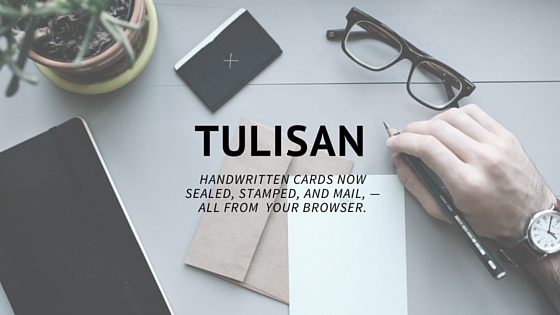 TULISAN
HANDWRITTEN CARDS NOW
SEALED, STAMPED, AND MAIL, —
ALL FROM YOUR BROWSER.